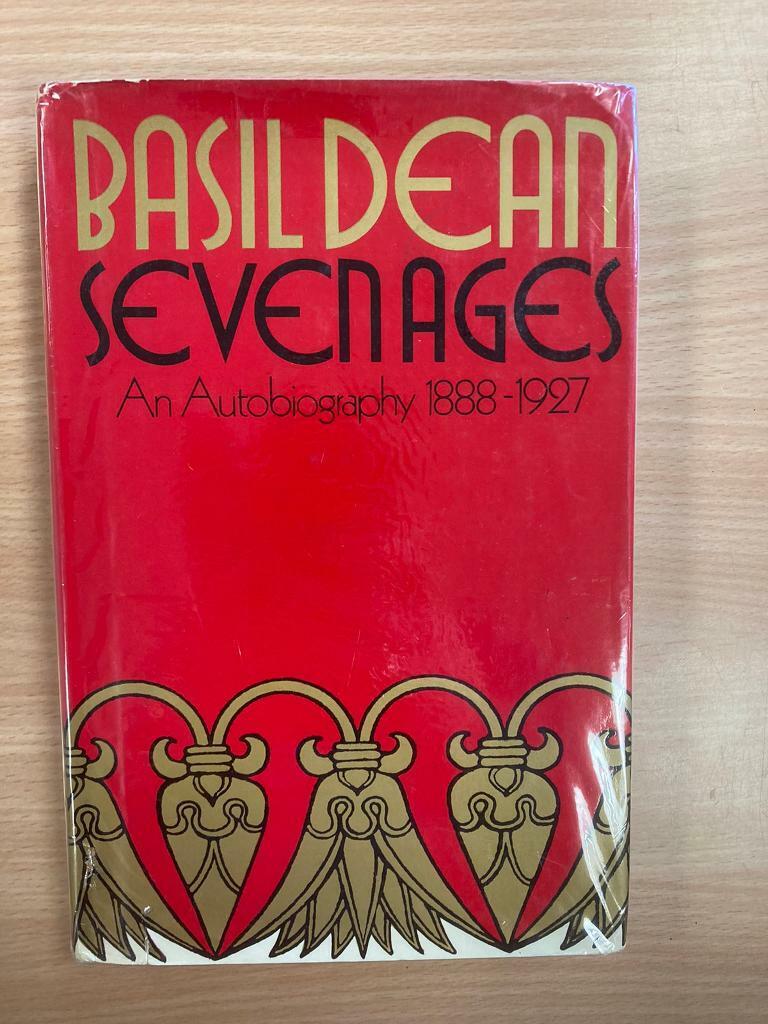 BASIL DEAN
SEVEN AGES
An Autobiography 1888-1927